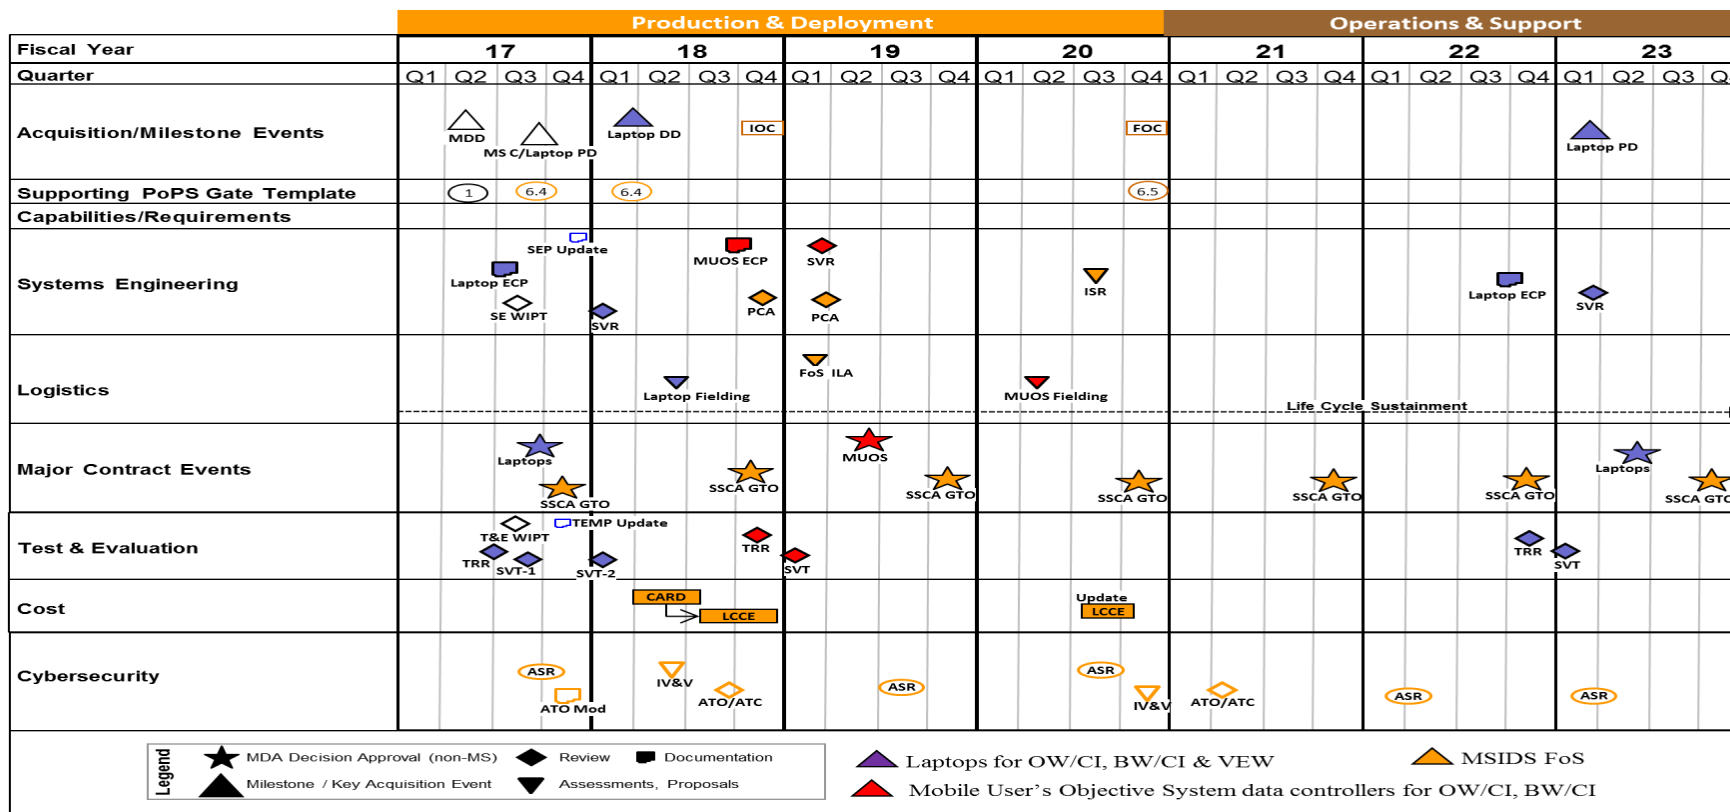 Production & Deployment Operations & Support
Fiscal Year 17 18 19 20 21 22 23
Quarter Q1 Q2 Q3 Q4 Q1 Q2 Q3 Q4 Q1 Q2 Q3 Q4 Q1 Q2 Q3 Q4 Q1 Q2 Q3 Q4 Q1 Q2 Q3 Q4 Q1 Q2 Q3
Acquisition/Milestone Events
MDD
MS C/Laptop PD
Laptop DD
IOC
FOC
Laptop PD
Supporting PoPS Gate Template 1 6.4 6.4 6.5
Capabilities/Requirements
Systems Engineering
SEP Update
Laptop ECP
SE WIPT
SVR
MUOS ECP
PCA
SVR
PCA
ISR
Laptop ECP
SVR
Logistics
Laptop Fielding
FoS ILA
MUOS Fielding
Life Cycle Sustainment
Major Contract Events
Laptops
SSCA GTO
SSCA GTO
MUOS
SSCA GTO
SSCA GTO
SSCA GTO
SSCA GTO
Laptops
SSCA GTO
Test & Evaluation
T&E WIPT
TEMP Update
TRR
SVT-1
SVT-2
TRR
SVT
TRR
SVT
Cost
CARD
LCCE
Update
LCCE
Cybersecurity
ASR
ATO Mod
IV&V
ATO/ATC
ASR
ASR
IV&V
ATO/ATC
ASR
ASR
Legend
MDA Decision Approval (non-MS) Review Documentation
Milestone / Key Acquisition Event Assessments, Proposals
Laptops for OW/CI, BW/CI & VEW MSIDS FoS
Mobile User's Objective System data controllers for OW/CI, BW/CI